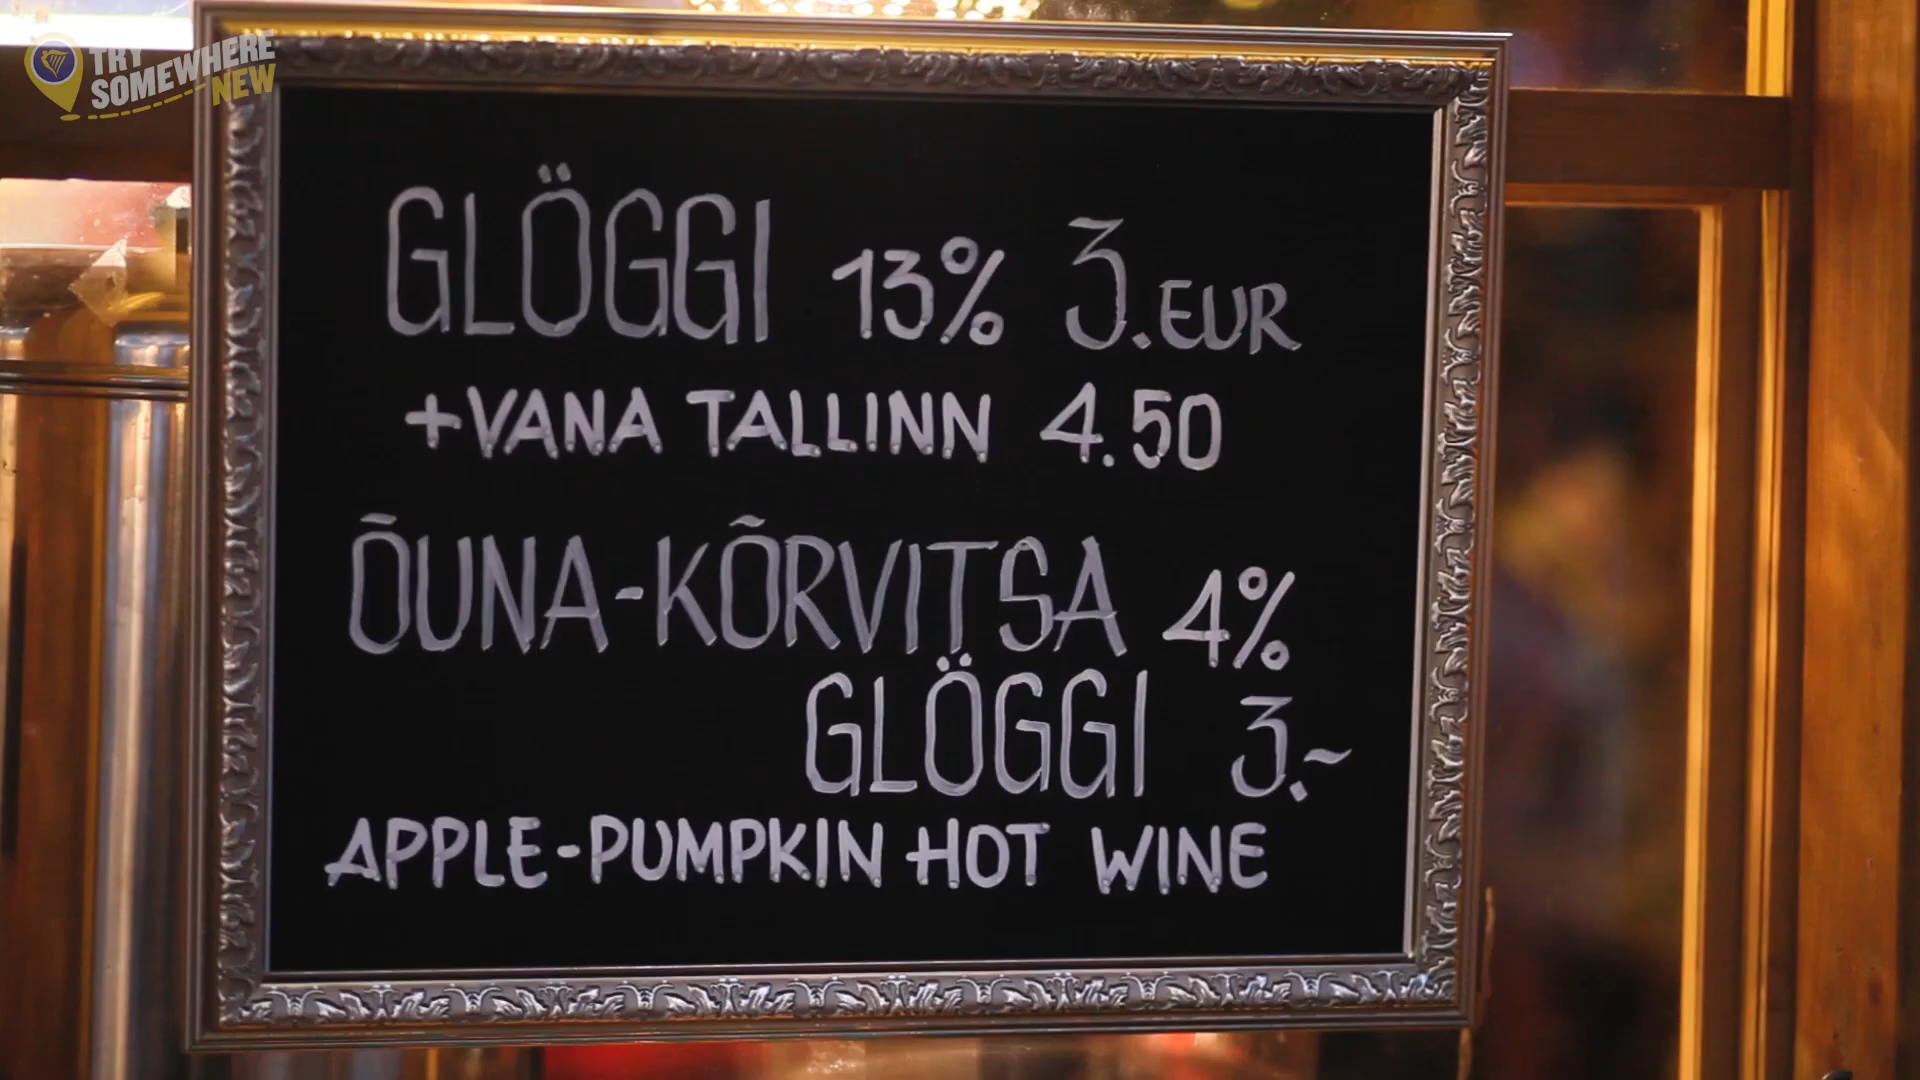 TRY
SOMEWHERE
NEW
GLÖGGI 13% 3.EUR
+VANA TALLINN 4.50
ÕUNA-KÕRVITSA 4%
GLÖGGI 3.~
APPLE-PUMPKIN HOT WINE